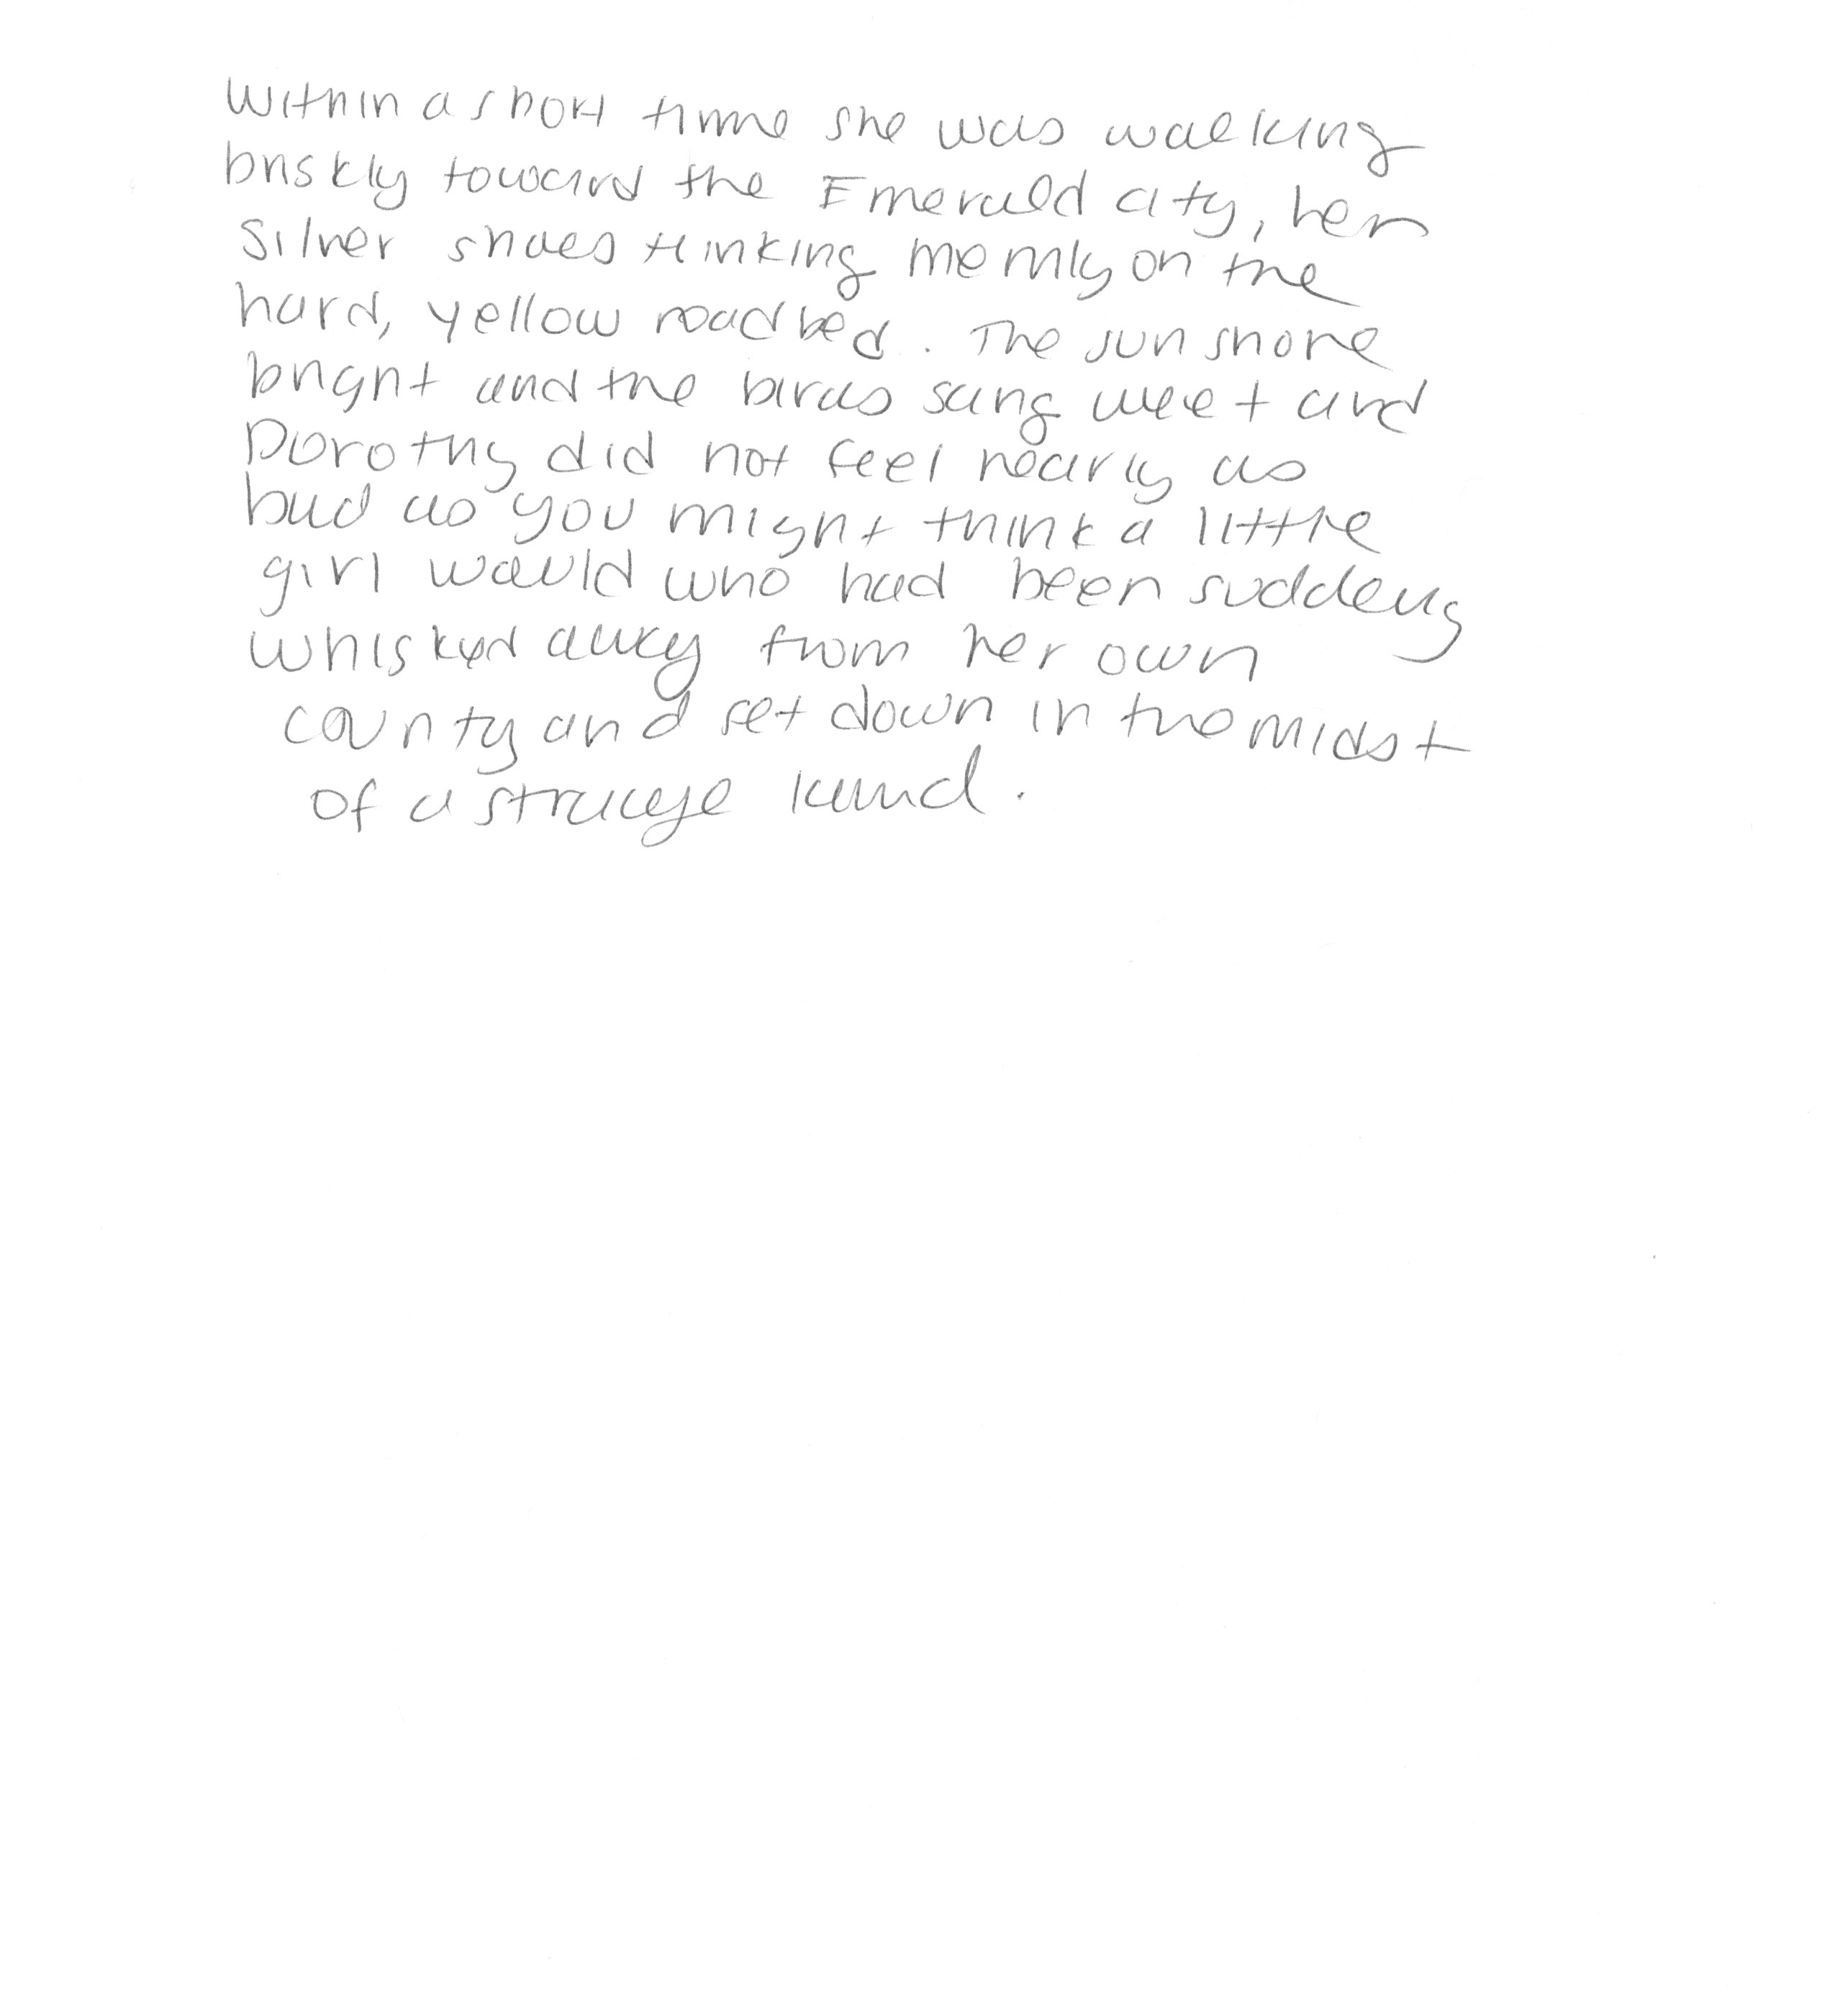 Within a short time she was walking
briskly toward the Emerald City, her
silver shoes tinking merrily on the
hard, yellow roadbed. The sun shone
bright and the birds sang sweet and
Dorothy did not feel nearly as
bad as you might think a little
girl would who had been suddenly
whisked away from her own
county and set down in the midst
of a strange land.